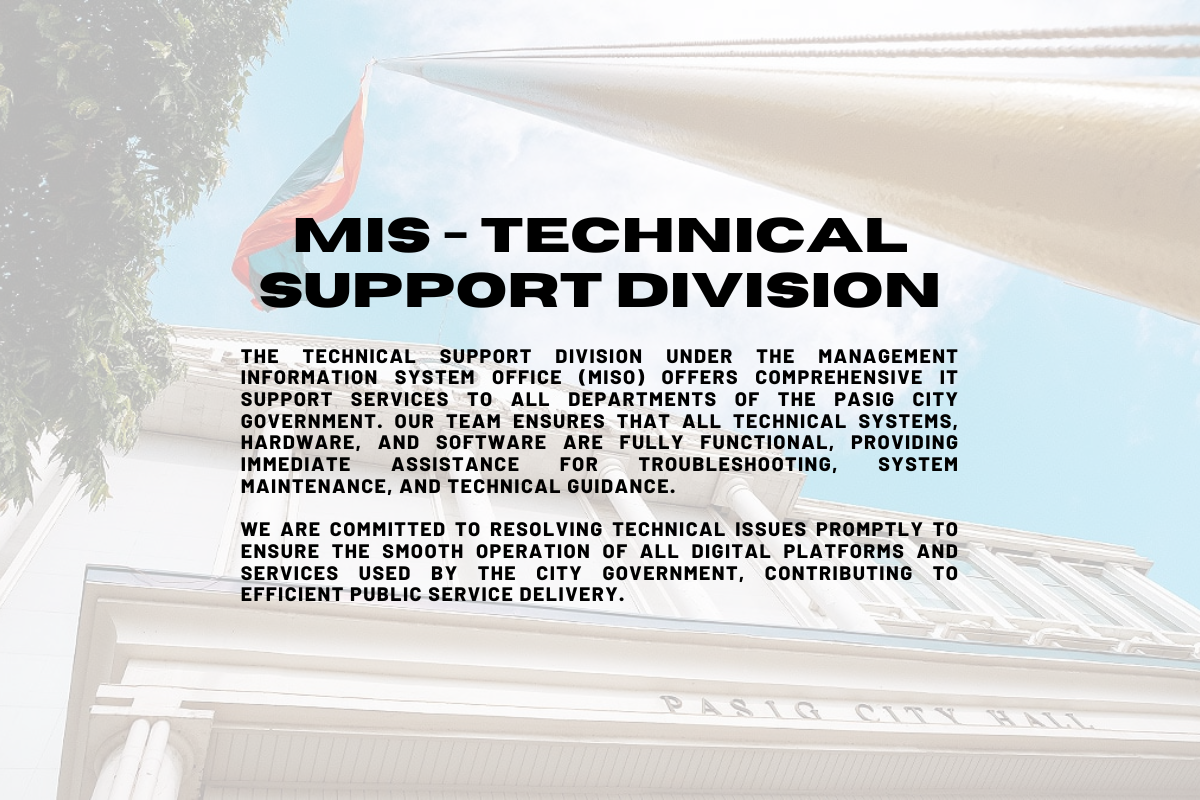 MIS - TECHNICAL
SUPPORT DIVISION
THE TECHNICAL SUPPORT DIVISION UNDER THE MANAGEMENT
INFORMATION SYSTEM OFFICE (MISO) OFFERS COMPREHENSIVE IT
SUPPORT SERVICES TO ALL DEPARTMENTS OF THE PASIG CITY
GOVERNMENT. OUR TEAM ENSURES THAT ALL TECHNICAL SYSTEMS,
HARDWARE, AND SOFTWARE ARE FULLY FUNCTIONAL, PROVIDING
IMMEDIATE ASSISTANCE FOR TROUBLESHOOTING, SYSTEM
MAINTENANCE, AND TECHNICAL GUIDANCE.
WE ARE COMMITTED TO RESOLVING TECHNICAL ISSUES PROMPTLY TO
ENSURE THE SMOOTH OPERATION OF ALL DIGITAL PLATFORMS AND
SERVICES USED BY THE CITY GOVERNMENT, CONTRIBUTING TO
EFFICIENT PUBLIC SERVICE DELIVERY.
PASIG CITY HALL